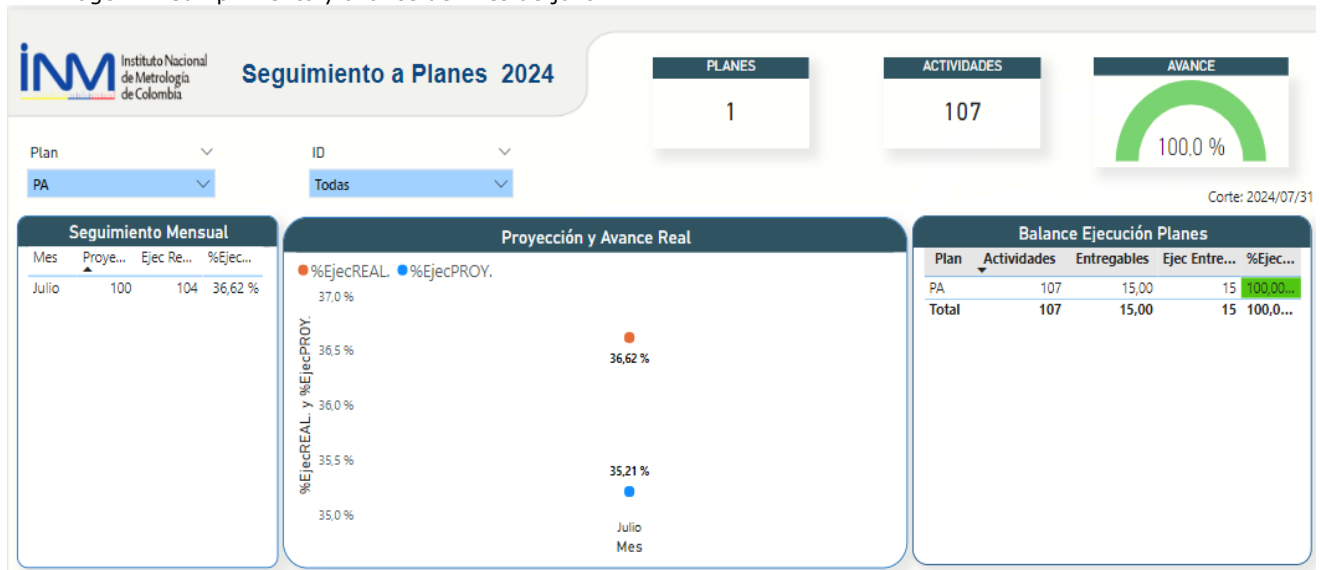 Instituto Nacional
de Metrología
de Colombia
INM
Seguimiento a Planes 2024
PLANES
1
ACTIVIDADES
107
AVANCE
100,0 %
Plan
PA
ID
Todas
Corte: 2024/07/31
Seguimiento Mensual
Mes Proye... Ejec Re... %Ejec...
Julio 100 104 36,62 %
Proyección y Avance Real
%EjecREAL. %EjecPROY.
%EjecREAL. y %EjecPROY.
37,0 %
36,5 %
36,0 %
35,5 %
35,0 %
36,62 %
35,21 %
Julio
Mes
Balance Ejecución Planes
Plan Actividades Entregables Ejec Entre... %Ejec...
PA 107 15,00 15 100,00...
Total 107 15,00 15 100,0...